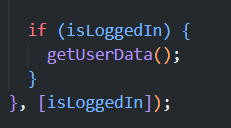 if (isLoggedIn) {
getUserData();
}
}, [isLoggedIn]);